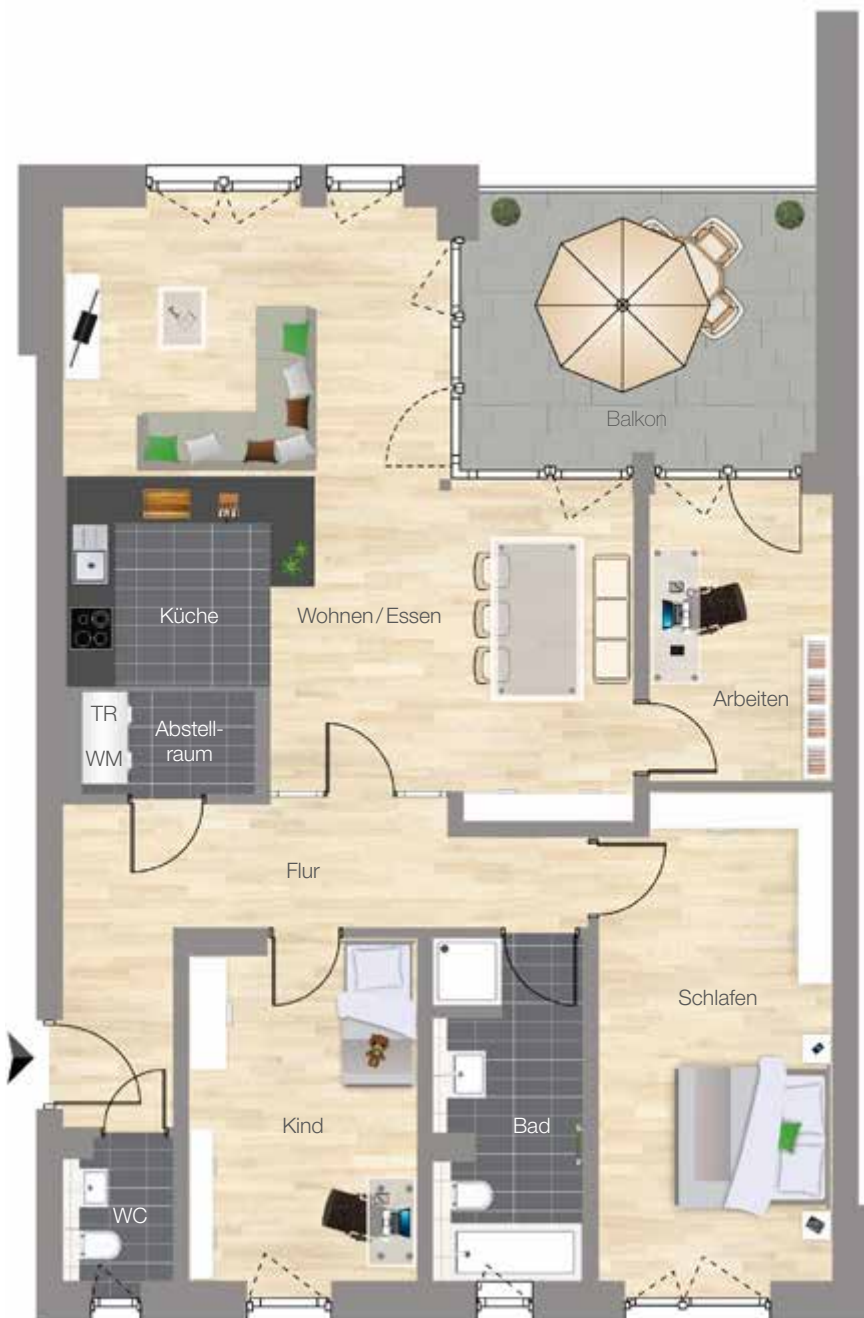 Balkon
Küche
Wohnen / Essen
Arbeiten
TR
WM
Abstell-
raum
Flur
Schlafen
Kind
Bad
WC